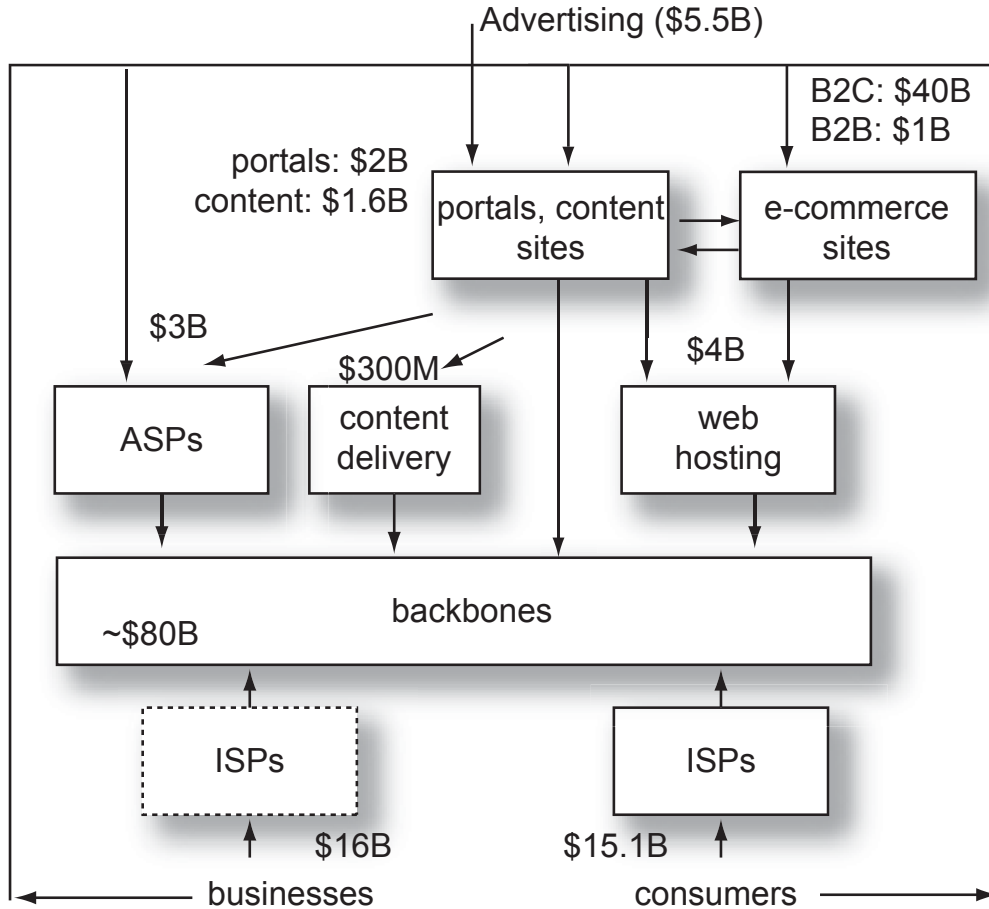 Advertising ($5.5B)
B2C: $40B
B2B: $1B
portals: $2B
content: $1.6B
portals, content
sites
e-commerce
sites
$3B
$300M
$4B
ASPs
content
delivery
web
hosting
backbones
~$80B
ISPs
ISPs
$16B
$15.1B
businesses
consumers